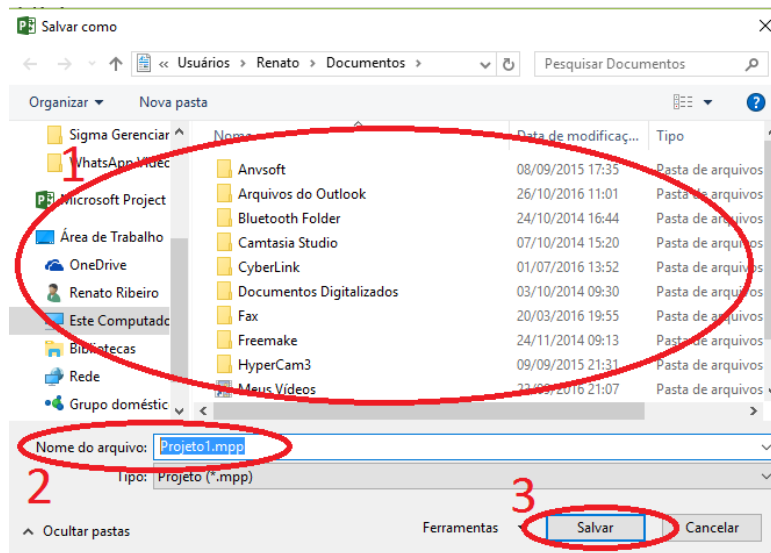 Salvar como
« Usuários > Renato > Documentos >
Pesquisar Documentos
Organizar
Nova pasta
Nome
Data de modificaç...
Tipo
Sigma Gerenciar
1
WhatsApp Vídec
Microsoft Project
Área de Trabalho
OneDrive
Renato Ribeiro
Este Computadc
Bibliotecas
Rede
Grupo doméstic
Anvsoft 08/09/2015 17:35 Pasta de arquivos
Arquivos do Outlook 26/10/2016 11:01 Pasta de arquivos
Bluetooth Folder 24/10/2014 16:44 Pasta de arquivos
Camtasia Studio 07/10/2014 15:20 Pasta de arquivos
CyberLink 01/07/2016 13:52 Pasta de arquivos
Documentos Digitalizados 03/10/2014 09:30 Pasta de arquivos
Fax 20/03/2016 19:55 Pasta de arquivos
Freemake 24/11/2014 09:13 Pasta de arquivos
HyperCam3 09/09/2015 21:31 Pasta de arquivos
Meus Vídeos 21:07 Pasta de arquivos
Nome do arquivo: Projeto1.mpp
2
Tipo: Projeto (*.mpp)
3
Ocultar pastas
Ferramentas
Salvar
Cancelar